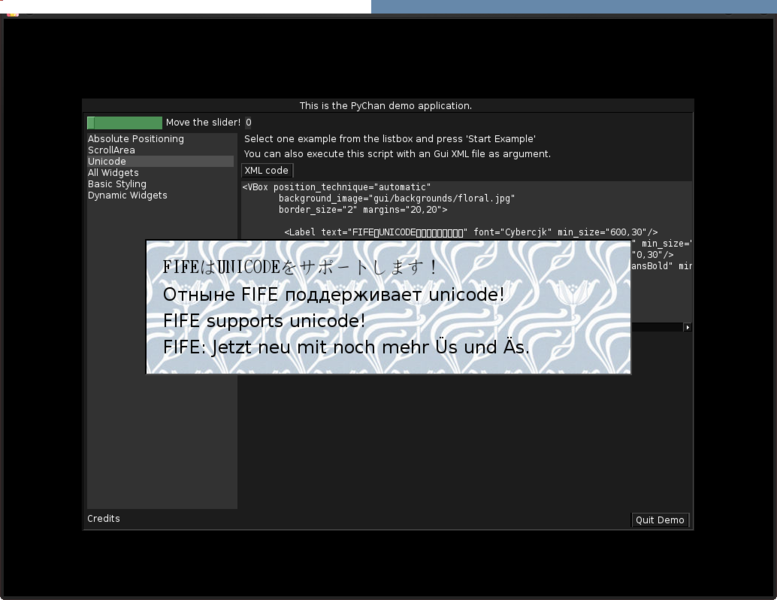 This is the PyChan demo application.
Move the slider! 0
Absolute Positioning
ScrollArea
Unicode
All Widgets
Basic Styling
Dynamic Widgets
Select one example from the listbox and press 'Start Example'
You can also execute this script with an Gui XML file as argument.
XML code
<VBox position_technique="automatic"
background_image="gui/backgrounds/floral.jpg"
border_size="2" margins="20,20">
<Label text="FIFE▯UNICODE▯▯▯▯▯▯▯▯▯" font="Cybercjk" min_size="600,30"/>
" min_size="
"0,30"/>
ansBold" min
FIFEはUNICODEをサポートします！
Отныне FIFE поддерживает unicode!
FIFE supports unicode!
FIFE: Jetzt neu mit noch mehr Üs und Äs.
Credits
Quit Demo